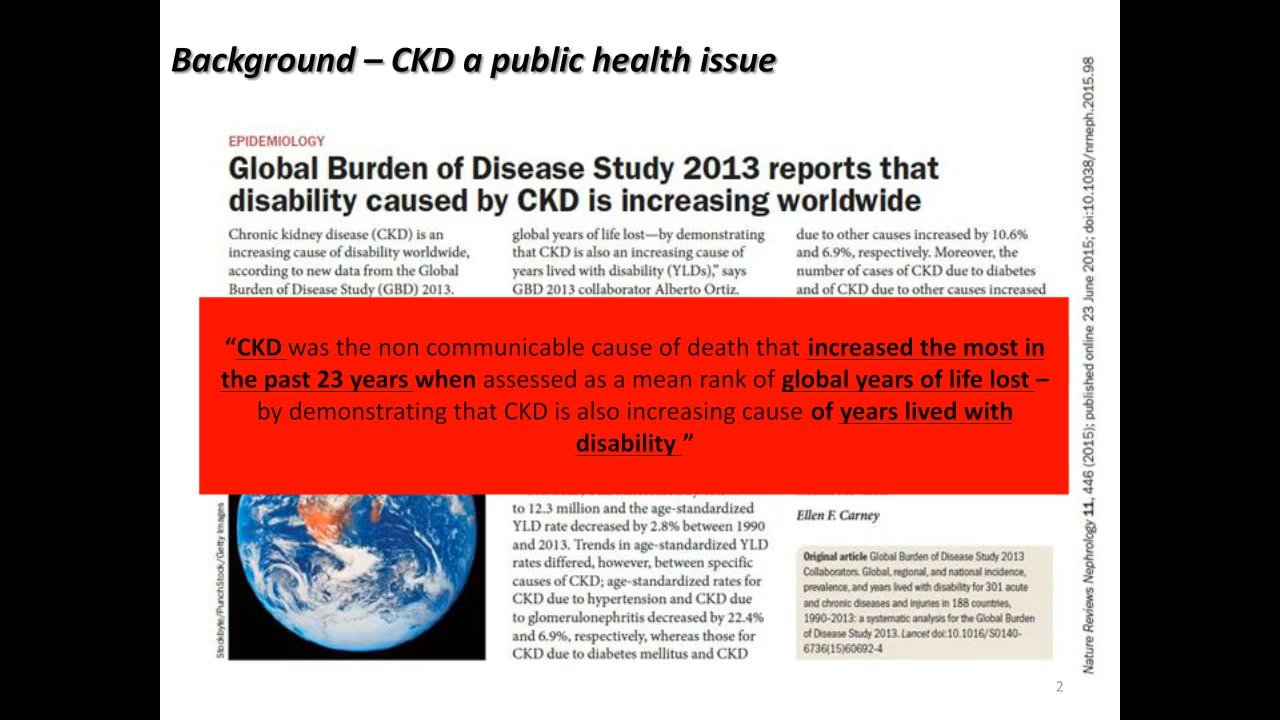 Background – CKD a public health issue
EPIDEMIOLOGY
Global Burden of Disease Study 2013 reports that
disability caused by CKD is increasing worldwide
Chronic kidney disease (CKD) is an
increasing cause of disability worldwide,
according to new data from the Global
Burden of Disease Study (GBD) 2013.
global years of life lost—by demonstrating
that CKD is also an increasing cause of
years lived with disability (YLDs),” says
GBD 2013 collaborator Alberto Ortiz.
due to other causes increased by 10.6%
and 6.9%, respectively. Moreover, the
number of cases of CKD due to diabetes
and of CKD due to other causes increased
“CKD was the non communicable cause of death that increased the most in
the past 23 years when assessed as a mean rank of global years of life lost –
by demonstrating that CKD is also increasing cause of years lived with
disability ”
Stockbyte/PunchStock/Getty Images
to 12.3 million and the age-standardized
YLD rate decreased by 2.8% between 1990
and 2013. Trends in age-standardized YLD
rates differed, however, between specific
causes of CKD; age-standardized rates for
CKD due to hypertension and CKD due
to glomerulonephritis decreased by 22.4%
and 6.9%, respectively, whereas those for
CKD due to diabetes mellitus and CKD
Ellen F. Carney
Original article Global Burden of Disease Study 2013
Collaborators. Global, regional, and national incidence,
prevalence, and years lived with disability for 301 acute
and chronic diseases and injuries in 188 countries,
1990-2013: a systematic analysis for the Global Burden
of Disease Study 2013. Lancet doi:10.1016/S0140-
6736(15)60692-4
Nature Reviews Nephrology 11, 446 (2015); published online 23 June 2015; doi:10.1038/nrneph.2015.98
2